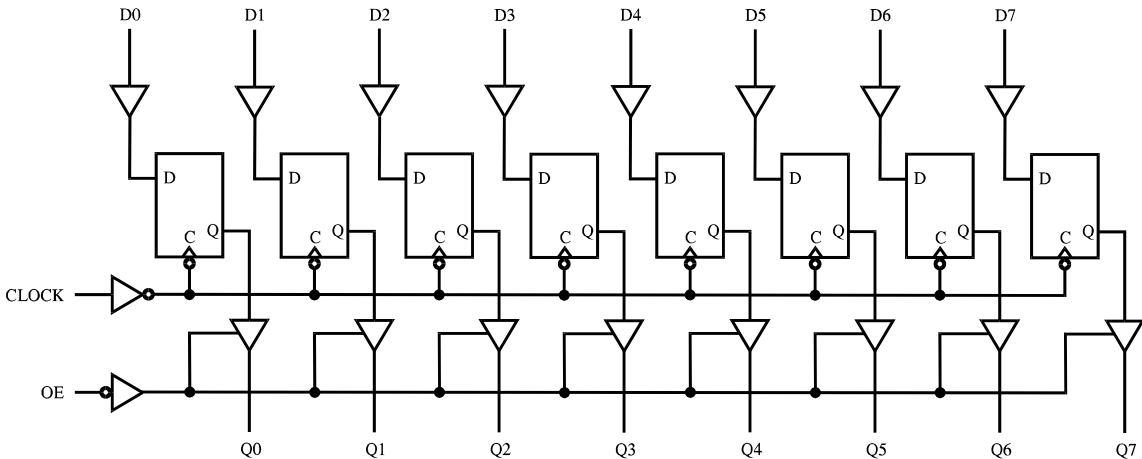 D0 D1 D2 D3 D4 D5 D6 D7
D D D D D D D D
Q Q Q Q Q Q Q Q
C C C C C C C C
CLOCK
OE
Q0 Q1 Q2 Q3 Q4 Q5 Q6 Q7